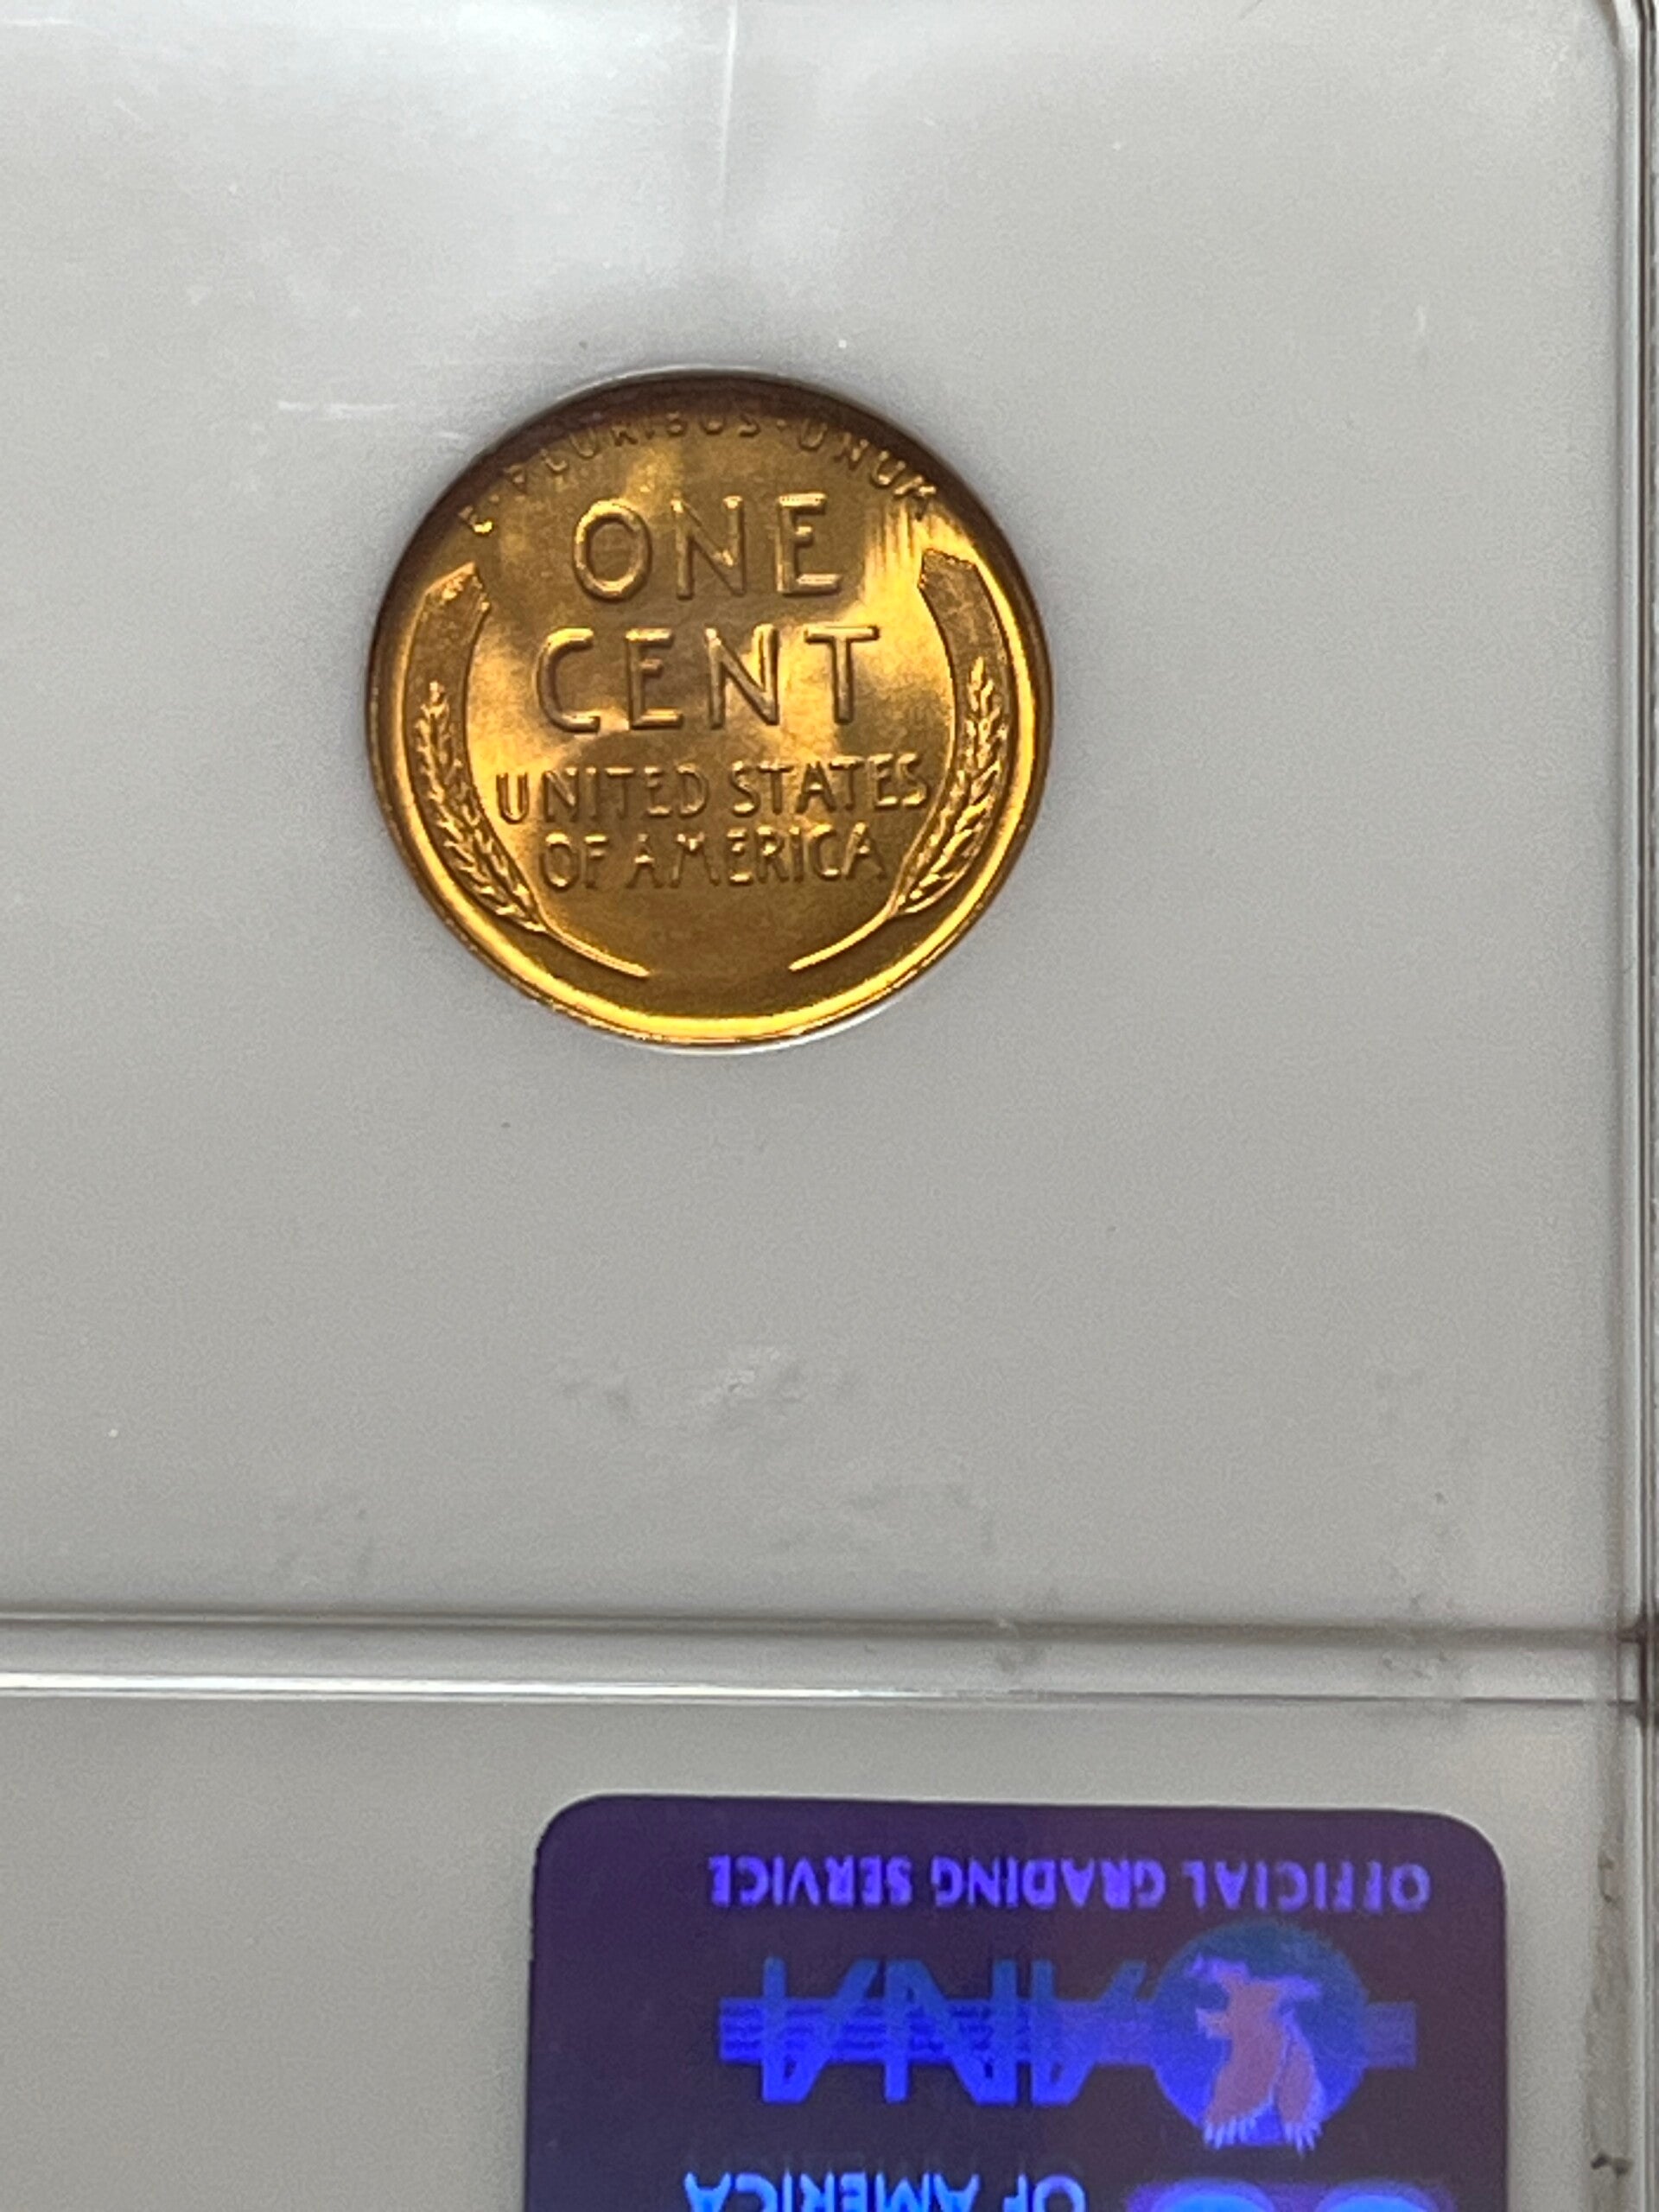 E·PLURIBUS·UNUM
ONE
CENT
UNITED STATES
OF AMERICA
OFFICIAL GRADING SERVICE
ANA
OF AMERICA